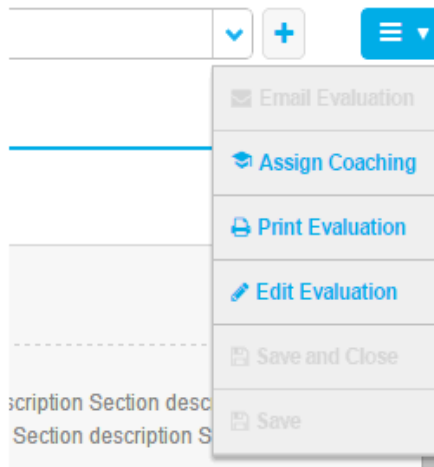 Email Evaluation
Assign Coaching
Print Evaluation
Edit Evaluation
Save and Close
scription Section desc
Save
Section description S